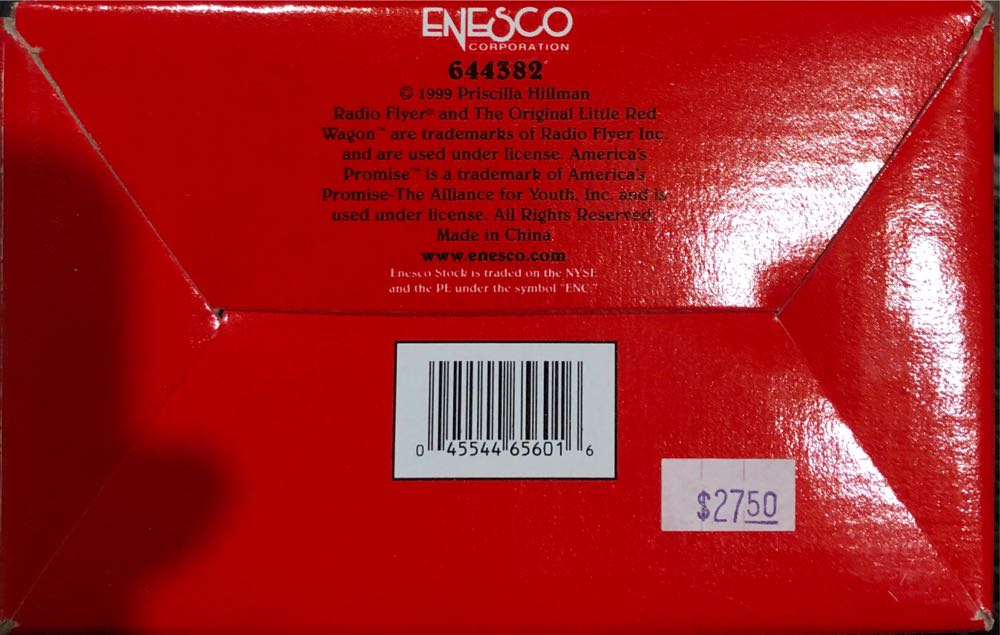 ENESCO
CORPORATION
644382
© 1999 Priscilla Hillman
Radio Flyer® and The Original Little Red
Wagon™ are trademarks of Radio Flyer Inc.
and are used under license. America's
Promise™ is a trademark of America's
Promise-The Alliance for Youth, Inc. and is
used under license. All Rights Reserved.
Made in China
www.enesco.com
Enesco Stock is traded on the NYSE
and the PE under the symbol "ENC."
0 45544 65601 6
$2750